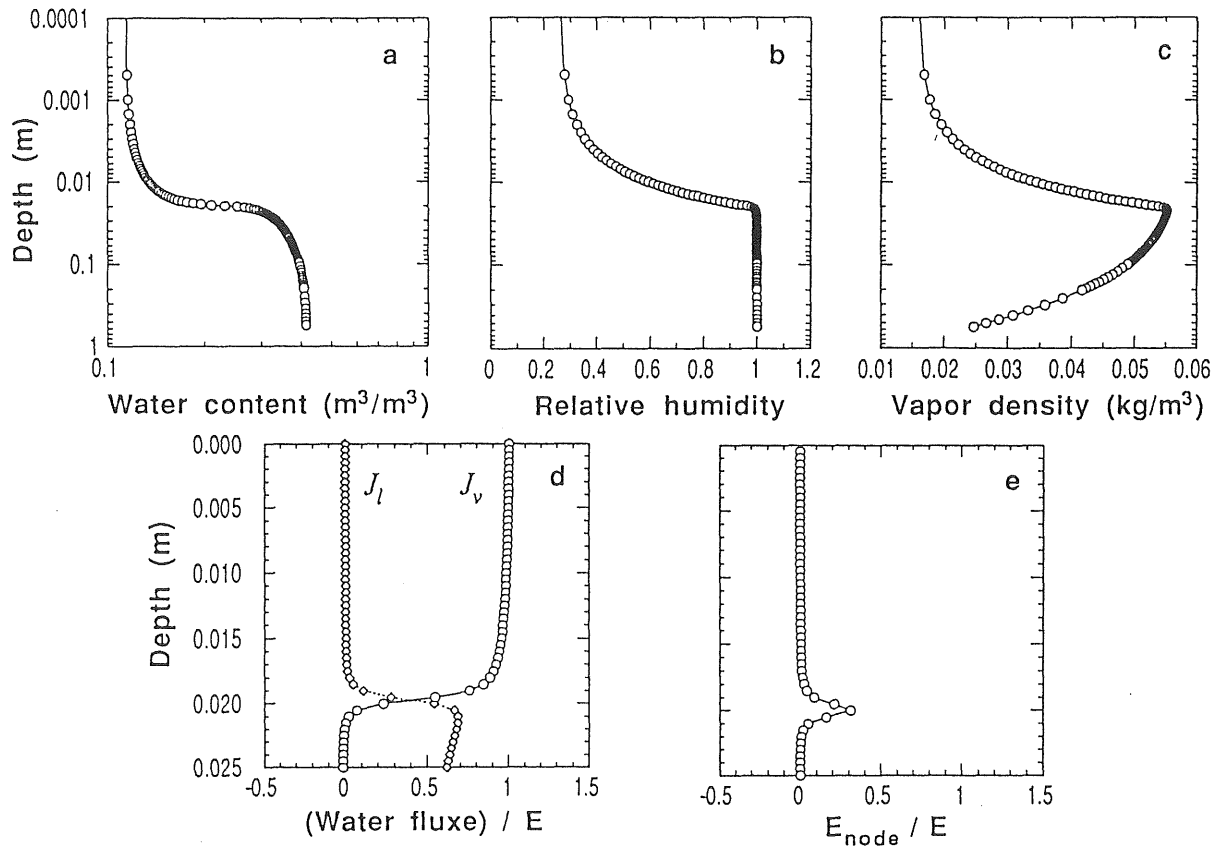 0.0001
0.001
0.01
0.1
1
Depth (m)
a
0.1
1
Water content (m³/m³)
b
0
0.2
0.4
0.6
0.8
1
1.2
Relative humidity
c
0.01
0.02
0.03
0.04
0.05
0.06
Vapor density (kg/m³)
0.000
0.005
0.010
0.015
0.020
0.025
Depth (m)
J_l
J_v
d
-0.5
0
0.5
1
1.5
(Water fluxe) / E
e
-0.5
0
0.5
1
1.5
E_node / E